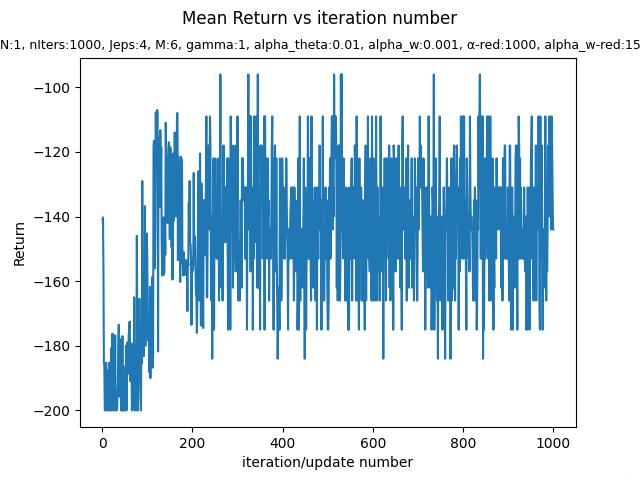 Mean Return vs iteration number
N:1, nIters:1000, Jeps:4, M:6, gamma:1, alpha_theta:0.01, alpha_w:0.001, α-red:1000, alpha_w-red:15
−100
−120
−140
−160
−180
−200
Return
0 200 400 600 800 1000
iteration/update number